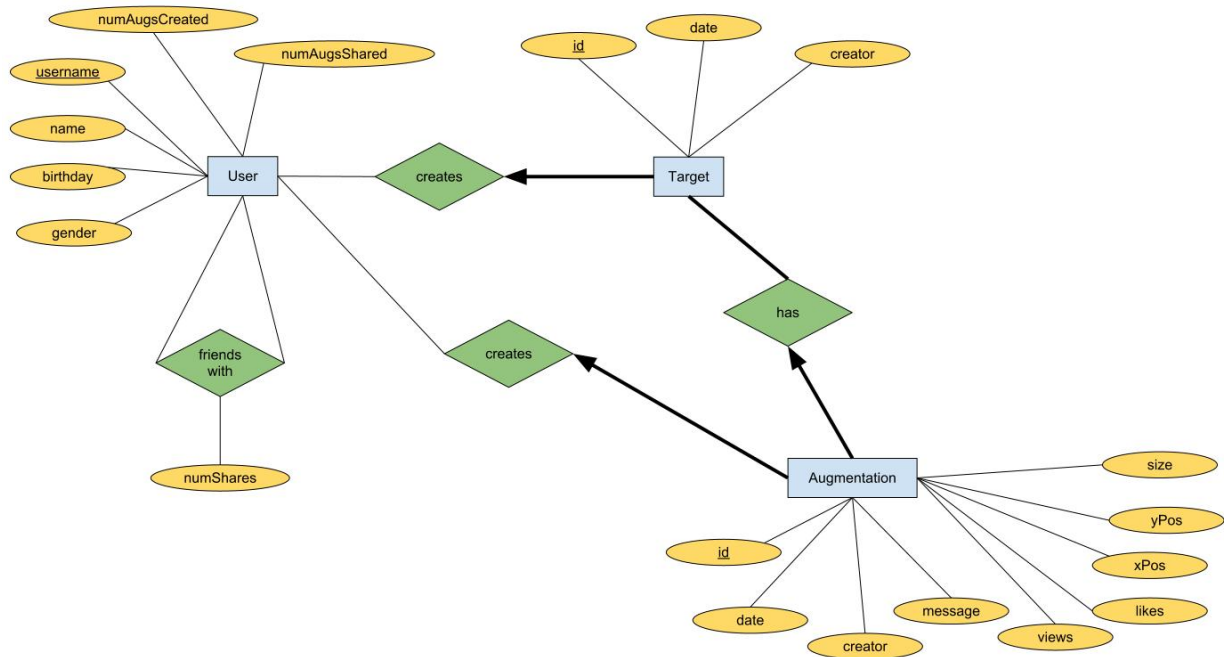 numAugsCreated
numAugsShared
username
name
birthday
gender
User
creates
id
date
creator
Target
has
friends
with
numShares
creates
Augmentation
size
yPos
xPos
likes
views
message
creator
date
id